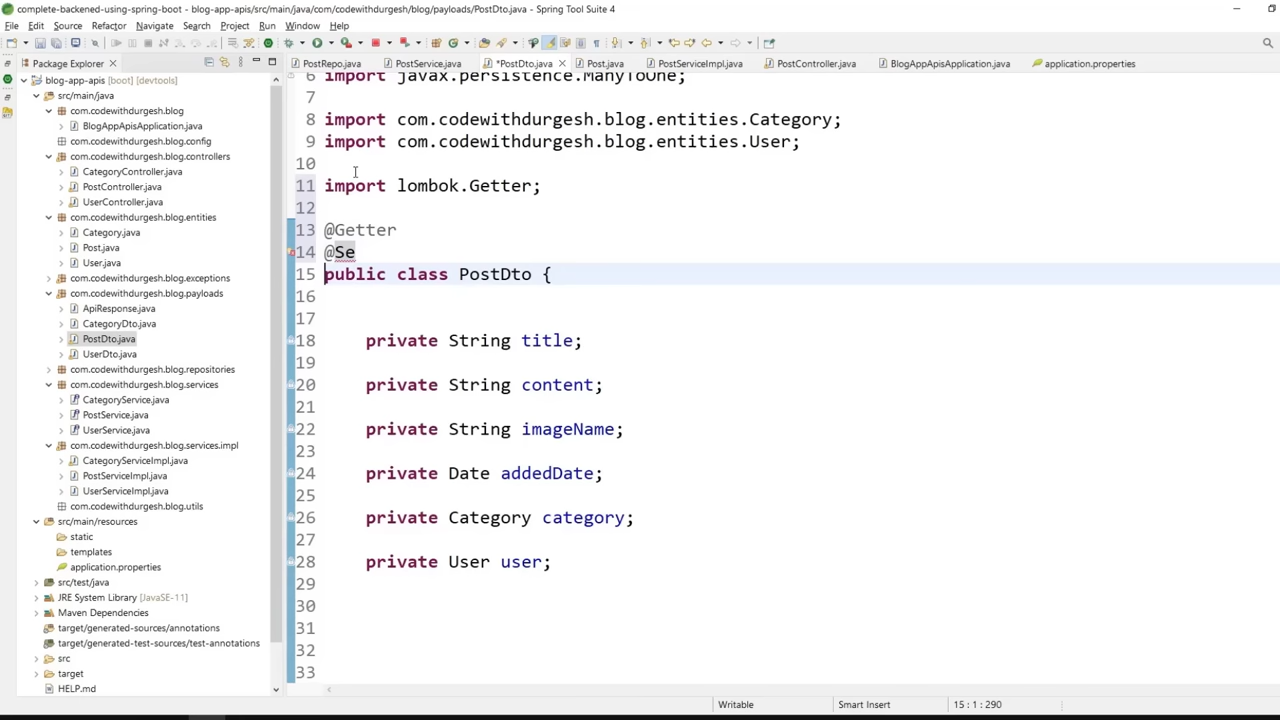 complete-backened-using-spring-boot - blog-app-apis/src/main/java/com/codewithdurgesh/blog/payloads/PostDto.java - Spring Tool Suite 4
File Edit Source Refactor Navigate Search Project Run Window Help
Package Explorer
PostRepo.java PostService.java *PostDto.java Post.java PostServiceImpl.java PostController.java BlogAppApisApplication.java application.properties
blog-app-apis [boot] [devtools]
src/main/java
com.codewithdurgesh.blog
BlogAppApisApplication.java
com.codewithdurgesh.blog.config
com.codewithdurgesh.blog.controllers
CategoryController.java
PostController.java
UserController.java
com.codewithdurgesh.blog.entities
Category.java
Post.java
User.java
com.codewithdurgesh.blog.exceptions
com.codewithdurgesh.blog.payloads
ApiResponse.java
CategoryDto.java
PostDto.java
UserDto.java
com.codewithdurgesh.blog.repositories
com.codewithdurgesh.blog.services
CategoryService.java
PostService.java
UserService.java
com.codewithdurgesh.blog.services.impl
CategoryServiceImpl.java
PostServiceImpl.java
UserServiceImpl.java
com.codewithdurgesh.blog.utils
src/main/resources
static
templates
application.properties
src/test/java
JRE System Library [JavaSE-11]
Maven Dependencies
target/generated-sources/annotations
target/generated-test-sources/test-annotations
src
target
HELP.md
6 import javax.persistence.ManyToOne;
7
8 import com.codewithdurgesh.blog.entities.Category;
9 import com.codewithdurgesh.blog.entities.User;
10
11 import lombok.Getter;
12
13 @Getter
14 @Se
15 public class PostDto {
16
17
18 private String title;
19
20 private String content;
21
22 private String imageName;
23
24 private Date addedDate;
25
26 private Category category;
27
28 private User user;
29
30
31
32
33
Writable Smart Insert 15 : 1 : 290